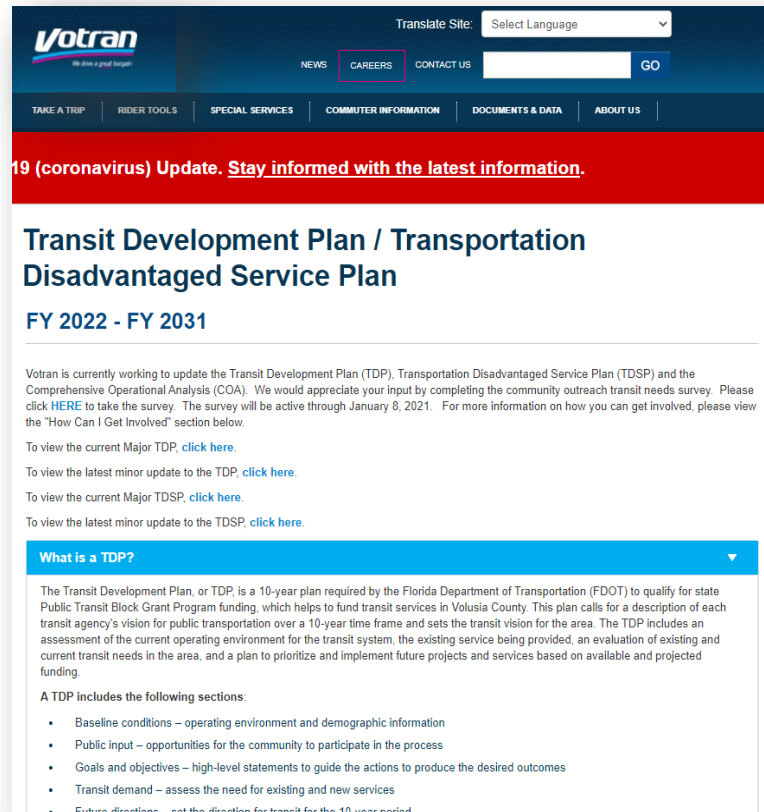 Translate Site: Select Language
Votran
We drive a great bargain
NEWS CAREERS CONTACT US GO
TAKE A TRIP RIDER TOOLS SPECIAL SERVICES COMMUTER INFORMATION DOCUMENTS & DATA ABOUT US
19 (coronavirus) Update. Stay informed with the latest information.
Transit Development Plan / Transportation
Disadvantaged Service Plan
FY 2022 - FY 2031
Votran is currently working to update the Transit Development Plan (TDP), Transportation Disadvantaged Service Plan (TDSP) and the
Comprehensive Operational Analysis (COA). We would appreciate your input by completing the community outreach transit needs survey. Please
click HERE to take the survey. The survey will be active through January 8, 2021. For more information on how you can get involved, please view
the "How Can I Get Involved" section below.
To view the current Major TDP, click here.
To view the latest minor update to the TDP, click here.
To view the current Major TDSP, click here.
To view the latest minor update to the TDSP, click here.
What is a TDP?
The Transit Development Plan, or TDP, is a 10-year plan required by the Florida Department of Transportation (FDOT) to qualify for state
Public Transit Block Grant Program funding, which helps to fund transit services in Volusia County. This plan calls for a description of each
transit agency's vision for public transportation over a 10-year time frame and sets the transit vision for the area. The TDP includes an
assessment of the current operating environment for the transit system, the existing service being provided, an evaluation of existing and
current transit needs in the area, and a plan to prioritize and implement future projects and services based on available and projected
funding.
A TDP includes the following sections:
• Baseline conditions – operating environment and demographic information
• Public input – opportunities for the community to participate in the process
• Goals and objectives – high-level statements to guide the actions to produce the desired outcomes
• Transit demand – assess the need for existing and new services
• Future directions – set the direction for transit for the 10-year period